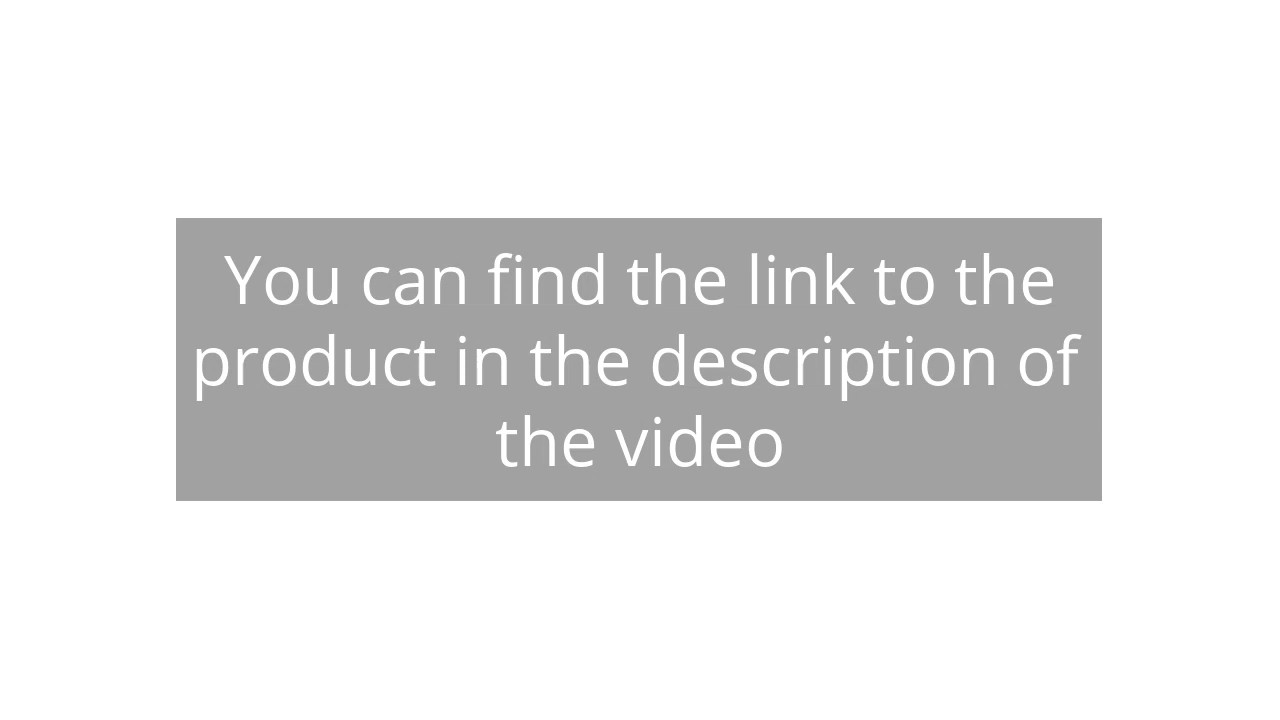 You can find the link to the
product in the description of
the video